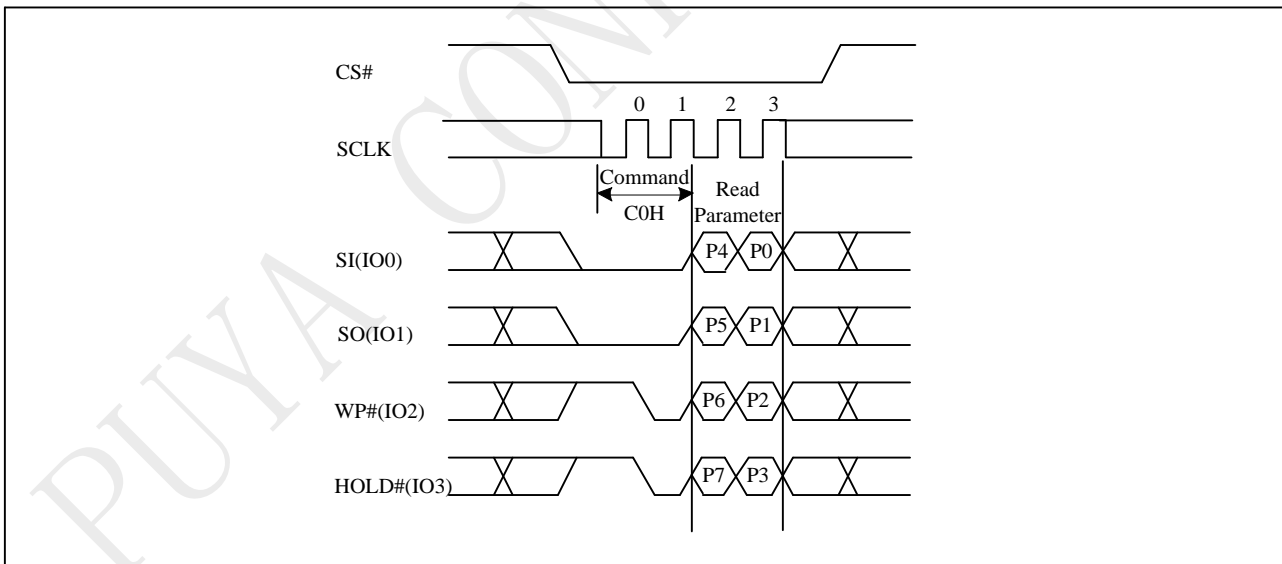 PUYA CON
CS#
0 1 2 3
SCLK
Command
C0H
Read
Parameter
SI(IO0)
P4 P0
SO(IO1)
P5 P1
WP#(IO2)
P6 P2
HOLD#(IO3)
P7 P3